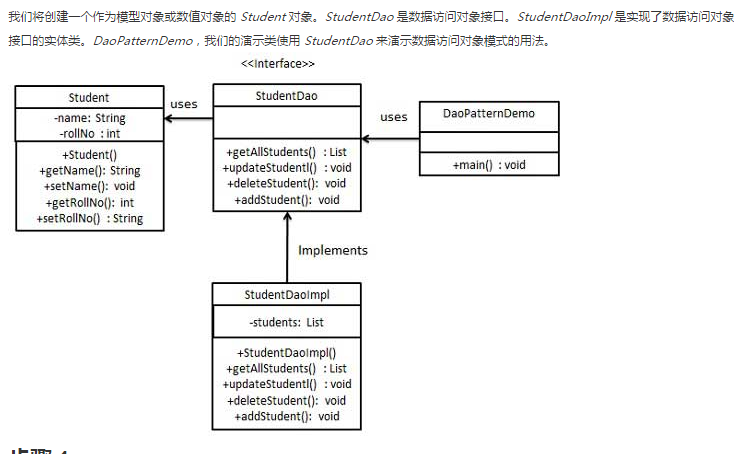 我们将创建一个作为模型对象或数值对象的 Student 对象。StudentDao 是数据访问对象接口。StudentDaoImpl 是实现了数据访问对象
接口的实体类。DaoPatternDemo，我们的演示类使用 StudentDao 来演示数据访问对象模式的用法。
<<Interface>>
Student
-name: String
-rollNo : int
+Student()
+getName(): String
+setName(): void
+getRollNo(): int
+setRollNo() : String
uses
StudentDao
+getAllStudents() : List
+updateStudentl() : void
+deleteStudent(): void
+addStudent(): void
uses
DaoPatternDemo
+main() : void
Implements
StudentDaoImpl
-students: List
+StudentDaoImpl()
+getAllStudents() : List
+updateStudentl() : void
+deleteStudent(): void
+addStudent(): void